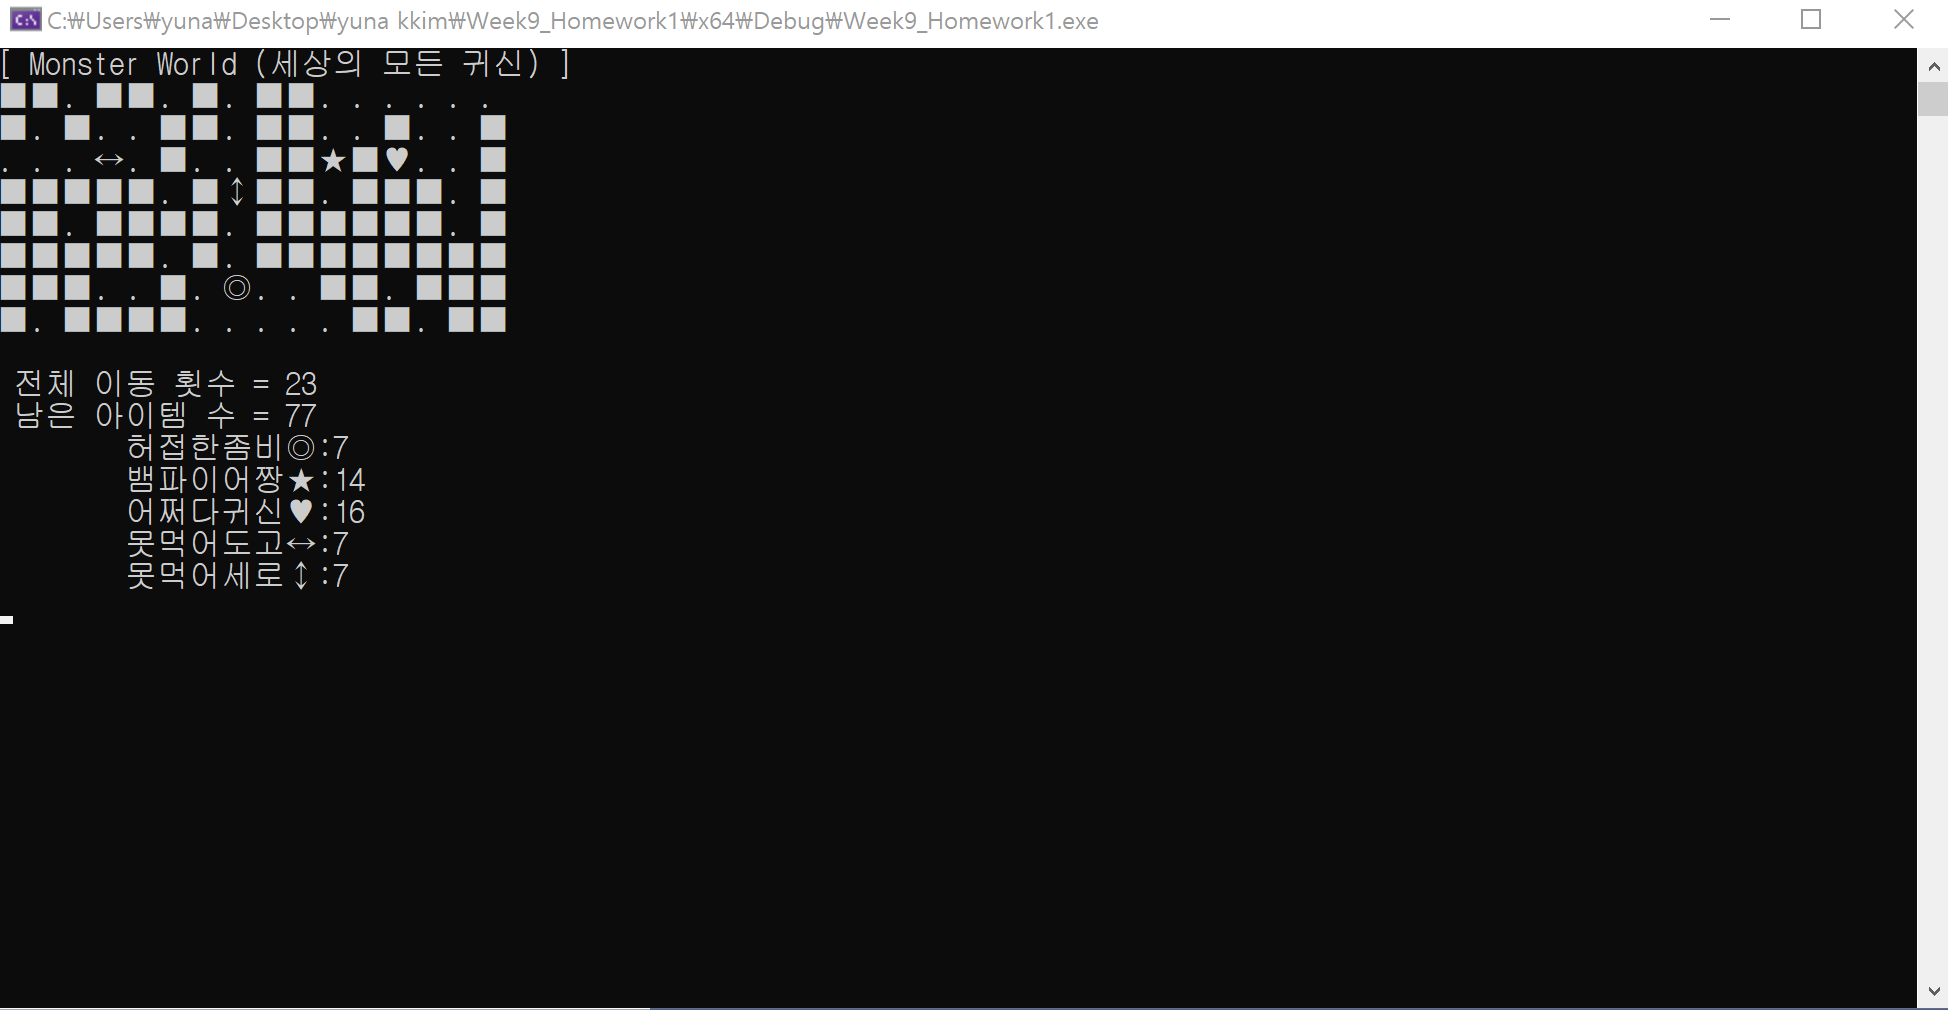 C:₩Users₩yuna₩Desktop₩yuna kkim₩Week9_Homework1₩x64₩Debug₩Week9_Homework1.exe
[ Monster World (세상의 모든 귀신) ]
■■. ■■. ■. ■■. . . . . . 
■. ■. . ■■. ■■. . ■. . ■
. . . ↔. ■. . ■■★■♥. . ■
■■■■■. ■↕■■. ■■■. ■
■■. ■■■■. ■■■■■■. ■
■■■■■. ■. ■■■■■■■■
■■■. . ■. ◎. . ■■. ■■■
■. ■■■■. . . . . ■■. ■■
전체 이동 횟수 = 23
남은 아이템 수 = 77
허접한좀비◎:7
뱀파이어짱★:14
어쩌다귀신♥:16
못먹어도고↔:7
못먹어세로↕:7